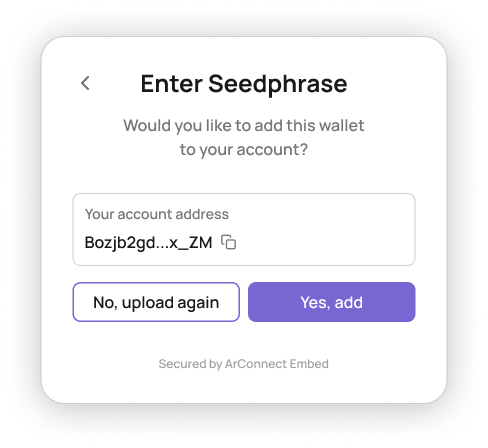 Enter Seedphrase
Would you like to add this wallet
to your account?
Your account address
Bozjb2gd...x_ZM
No, upload again
Yes, add
Secured by ArConnect Embed